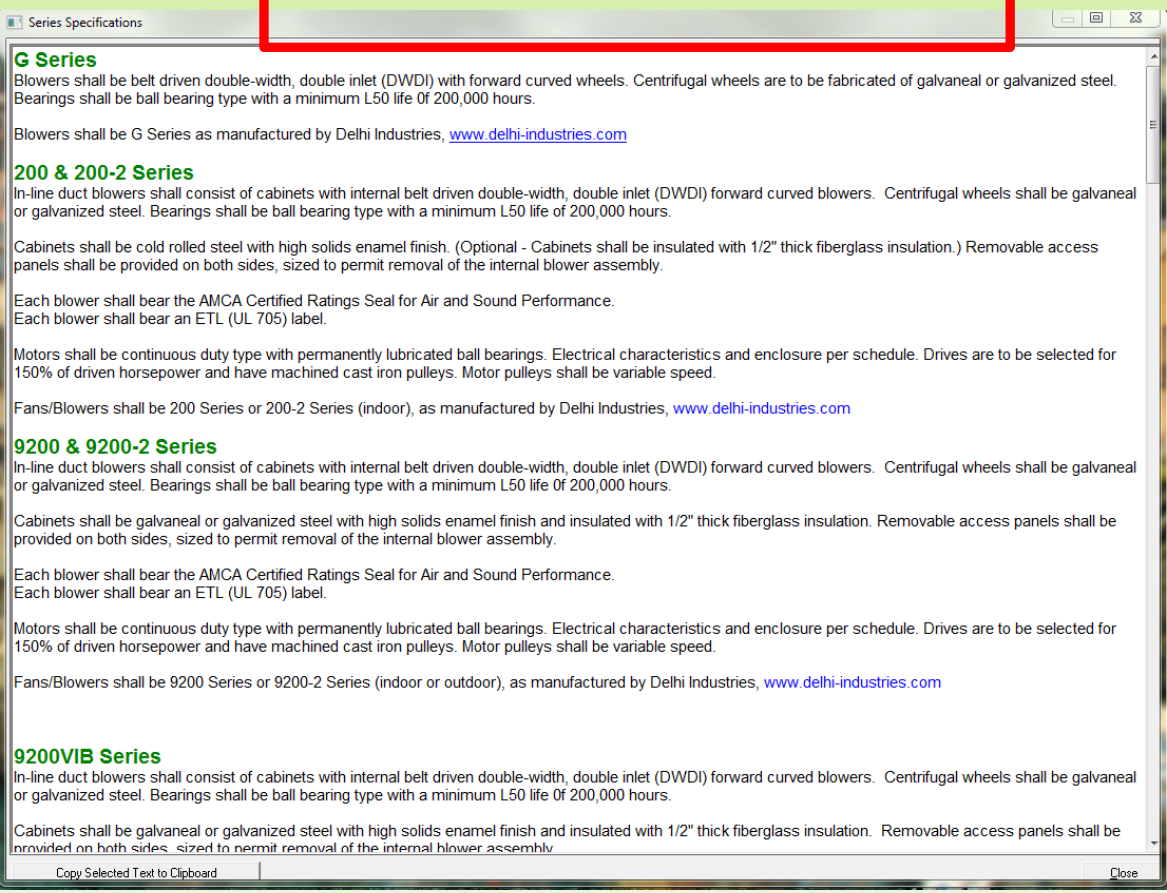 Series Specifications
G Series
Blowers shall be belt driven double-width, double inlet (DWDI) with forward curved wheels. Centrifugal wheels are to be fabricated of galvaneal or galvanized steel.
Bearings shall be ball bearing type with a minimum L50 life 0f 200,000 hours.
Blowers shall be G Series as manufactured by Delhi Industries, www.delhi-industries.com
200 & 200-2 Series
In-line duct blowers shall consist of cabinets with internal belt driven double-width, double inlet (DWDI) forward curved blowers.  Centrifugal wheels shall be galvaneal
or galvanized steel. Bearings shall be ball bearing type with a minimum L50 life of 200,000 hours.
Cabinets shall be cold rolled steel with high solids enamel finish. (Optional - Cabinets shall be insulated with 1/2" thick fiberglass insulation.) Removable access
panels shall be provided on both sides, sized to permit removal of the internal blower assembly.
Each blower shall bear the AMCA Certified Ratings Seal for Air and Sound Performance.
Each blower shall bear an ETL (UL 705) label.
Motors shall be continuous duty type with permanently lubricated ball bearings. Electrical characteristics and enclosure per schedule. Drives are to be selected for
150% of driven horsepower and have machined cast iron pulleys. Motor pulleys shall be variable speed.
Fans/Blowers shall be 200 Series or 200-2 Series (indoor), as manufactured by Delhi Industries, www.delhi-industries.com
9200 & 9200-2 Series
In-line duct blowers shall consist of cabinets with internal belt driven double-width, double inlet (DWDI) forward curved blowers.  Centrifugal wheels shall be galvaneal
or galvanized steel. Bearings shall be ball bearing type with a minimum L50 life 0f 200,000 hours.
Cabinets shall be galvaneal or galvanized steel with high solids enamel finish and insulated with 1/2" thick fiberglass insulation. Removable access panels shall be
provided on both sides, sized to permit removal of the internal blower assembly.
Each blower shall bear the AMCA Certified Ratings Seal for Air and Sound Performance.
Each blower shall bear an ETL (UL 705) label.
Motors shall be continuous duty type with permanently lubricated ball bearings. Electrical characteristics and enclosure per schedule. Drives are to be selected for
150% of driven horsepower and have machined cast iron pulleys. Motor pulleys shall be variable speed.
Fans/Blowers shall be 9200 Series or 9200-2 Series (indoor or outdoor), as manufactured by Delhi Industries, www.delhi-industries.com
9200VIB Series
In-line duct blowers shall consist of cabinets with internal belt driven double-width, double inlet (DWDI) forward curved blowers.  Centrifugal wheels shall be galvaneal
or galvanized steel. Bearings shall be ball bearing type with a minimum L50 life 0f 200,000 hours.
Cabinets shall be galvaneal or galvanized steel with high solids enamel finish and insulated with 1/2" thick fiberglass insulation.  Removable access panels shall be
provided on both sides, sized to permit removal of the internal blower assembly
Copy Selected Text to Clipboard
Close